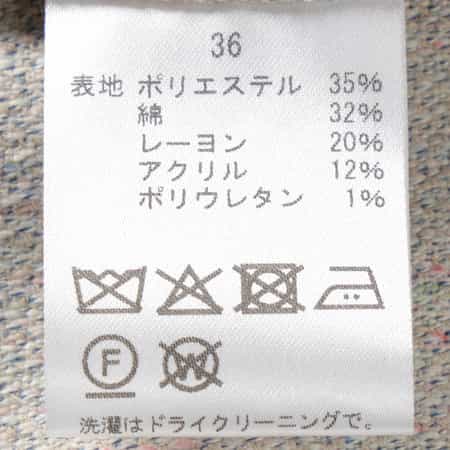 36
表地 ポリエステル 35%
綿 32%
レーヨン 20%
アクリル 12%
ポリウレタン 1%
F W
洗濯はドライクリーニングで。